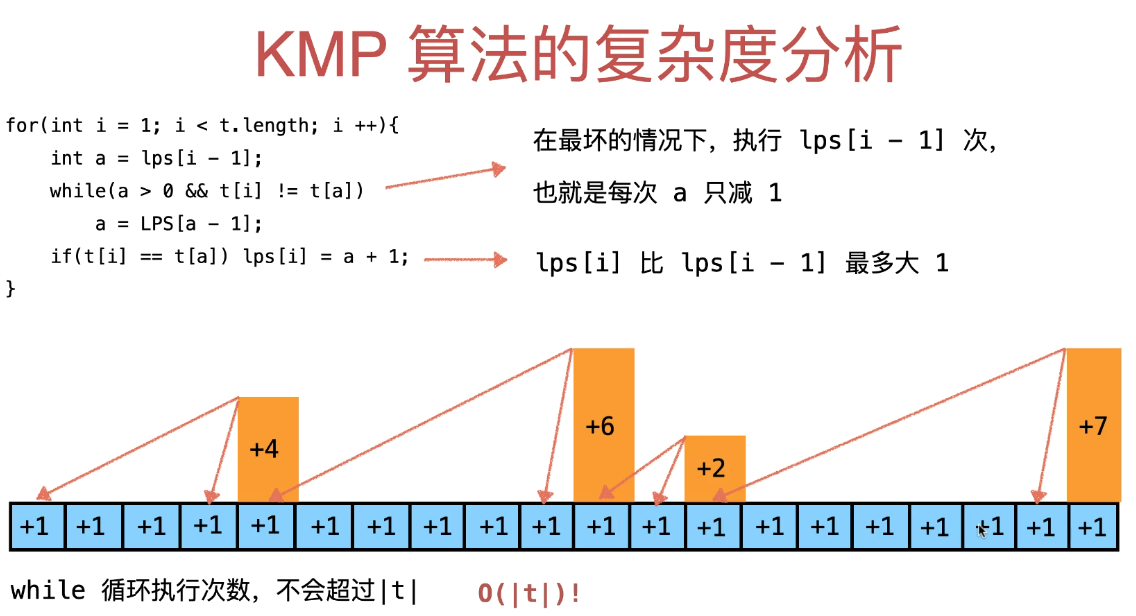 KMP 算法的复杂度分析
for(int i = 1; i < t.length; i ++){
int a = lps[i - 1];
while(a > 0 && t[i] != t[a])
a = LPS[a - 1];
if(t[i] == t[a]) lps[i] = a + 1;
}
在最坏的情况下，执行 lps[i - 1] 次，
也就是每次 a 只减 1
lps[i] 比 lps[i - 1] 最多大 1
+4
+6
+2
+7
+1 +1 +1 +1 +1 +1 +1 +1 +1 +1 +1 +1 +1 +1 +1 +1 +1 +1 +1 +1
while 循环执行次数，不会超过|t|
O(|t|)!